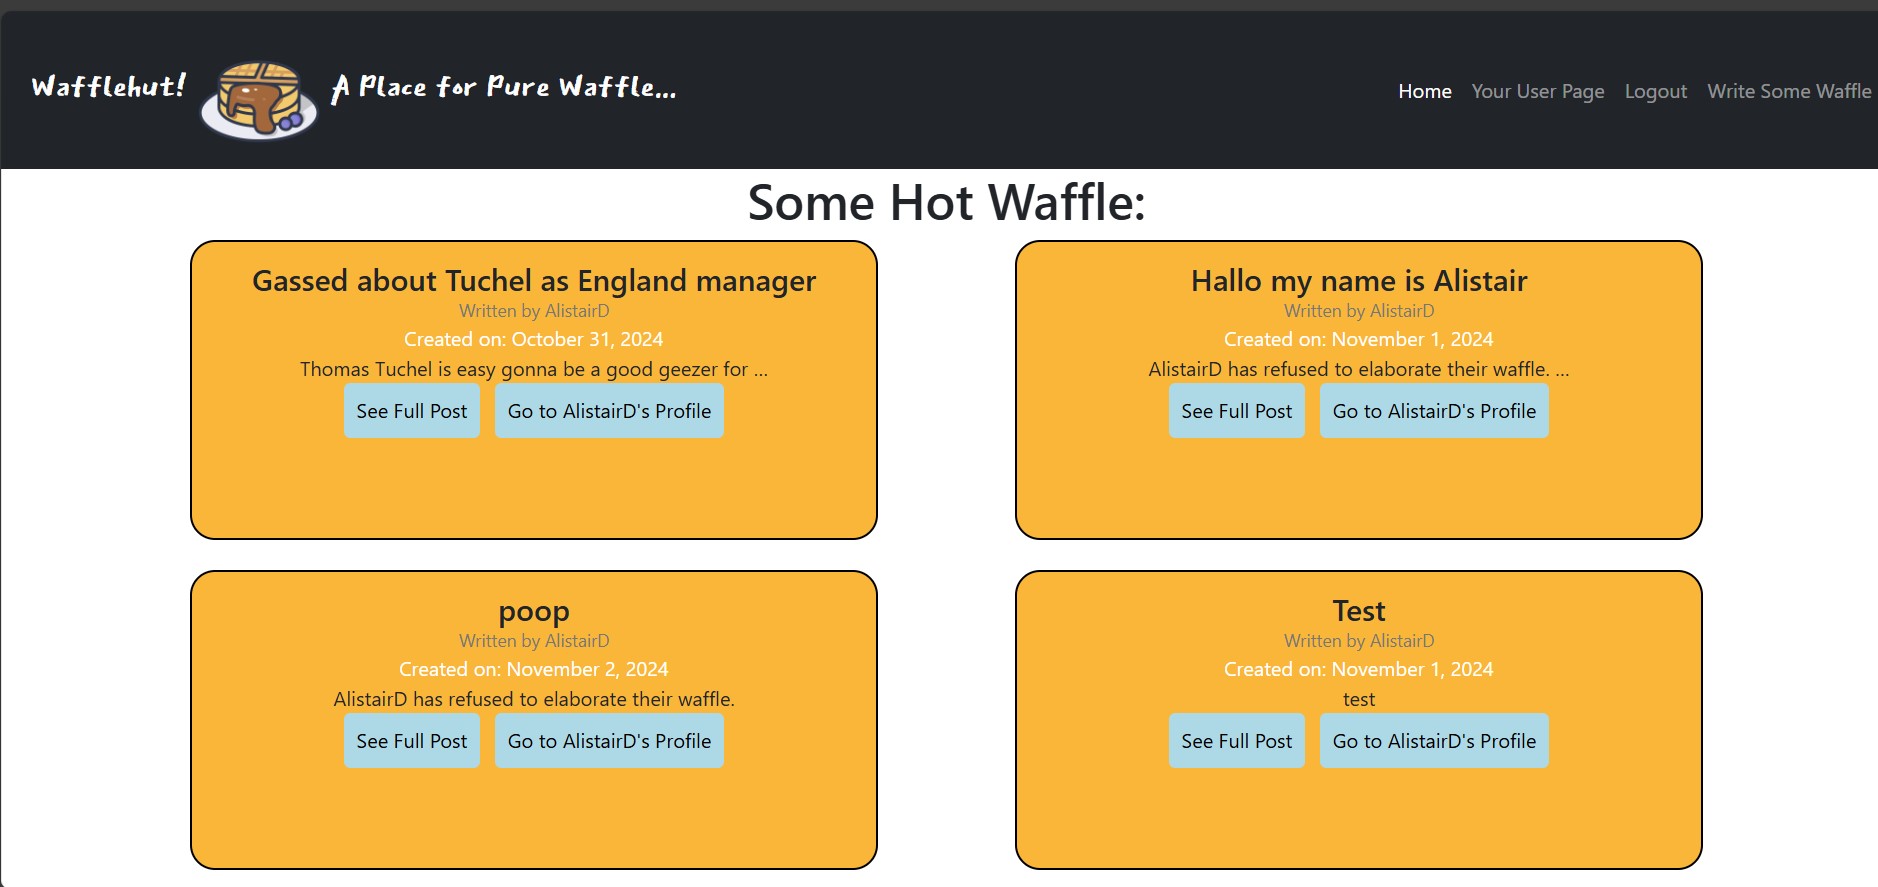 Wafflehut! A Place for Pure Waffle...
Home Your User Page Logout Write Some Waffle
Some Hot Waffle:
Gassed about Tuchel as England manager
Written by AlistairD
Created on: October 31, 2024
Thomas Tuchel is easy gonna be a good geezer for ...
See Full Post Go to AlistairD's Profile
Hallo my name is Alistair
Written by AlistairD
Created on: November 1, 2024
AlistairD has refused to elaborate their waffle. ...
See Full Post Go to AlistairD's Profile
poop
Written by AlistairD
Created on: November 2, 2024
AlistairD has refused to elaborate their waffle.
See Full Post Go to AlistairD's Profile
Test
Written by AlistairD
Created on: November 1, 2024
test
See Full Post Go to AlistairD's Profile